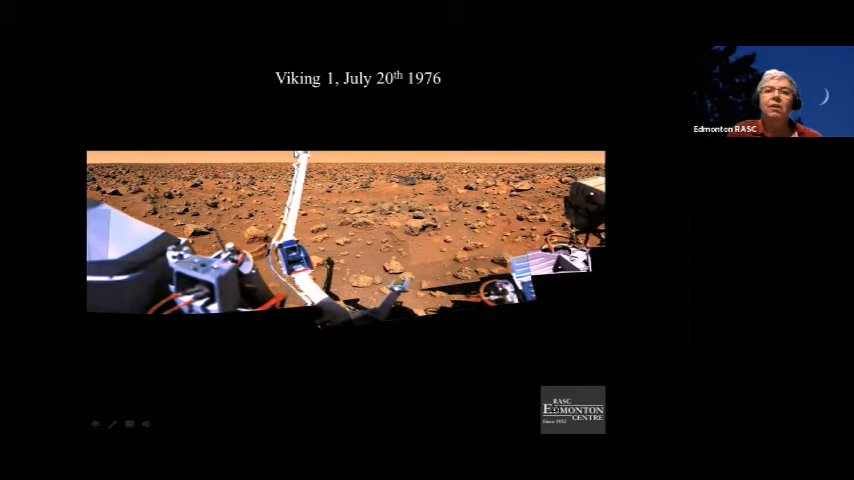 Viking 1, July 20th 1976
Edmonton RASC
RASC
EDMONTON
CENTRE
Since 1932